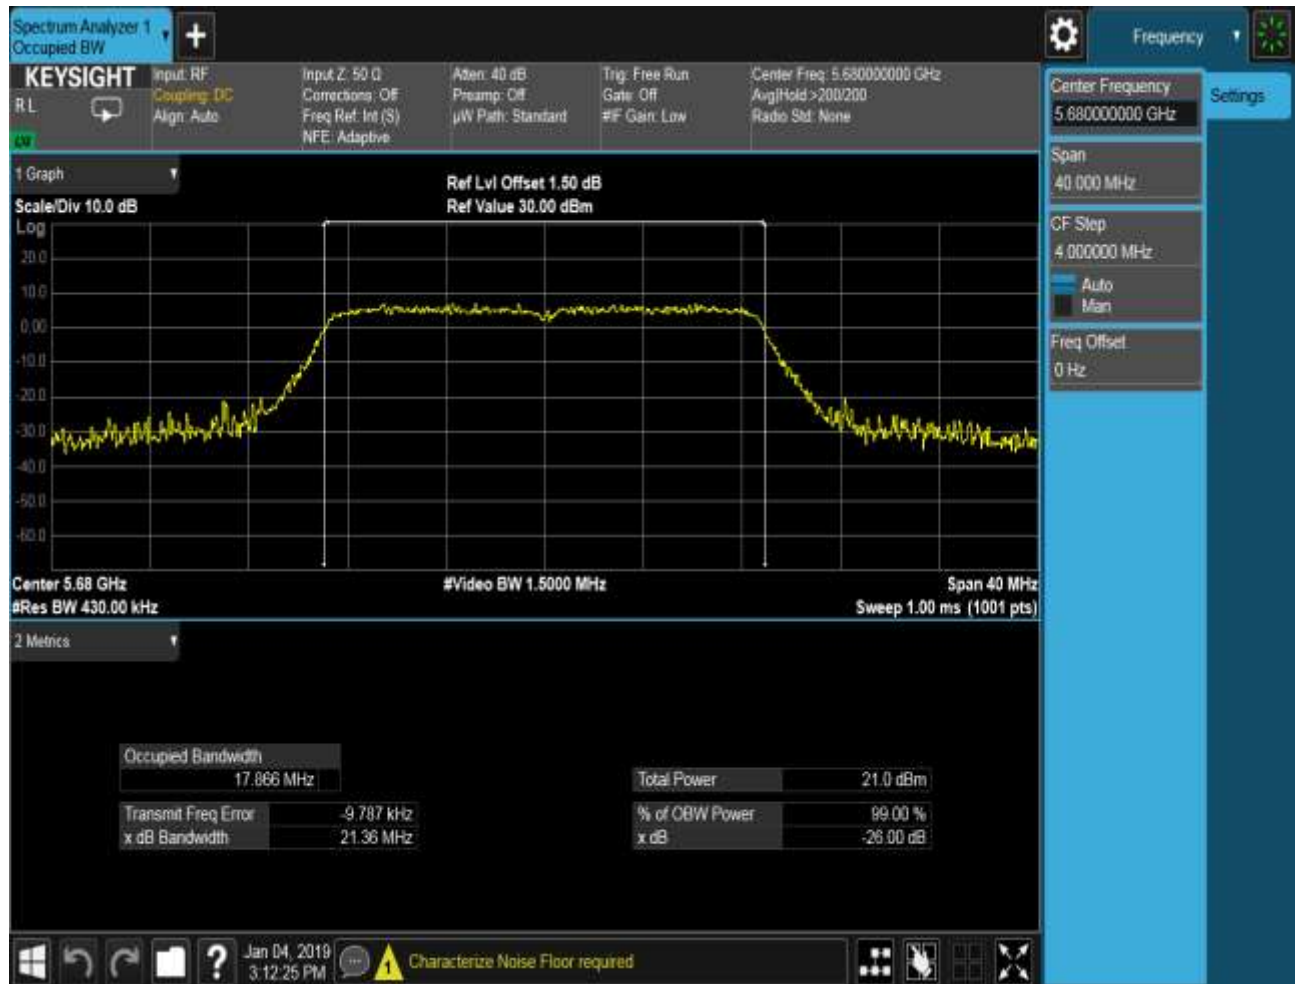 Spectrum Analyzer 1
Occupied BW
Frequency
KEYSIGHT
R L
Input: RF
Coupling: DC
Align: Auto
Input Z: 50 Ω
Corrections: Off
Freq Ref: Int (S)
NFE: Adaptive
Atten: 40 dB
Preamp: Off
µW Path: Standard
Trig: Free Run
Gate: Off
#IF Gain: Low
Center Freq: 5.680000000 GHz
Avg|Hold:>200/200
Radio Std: None
Center Frequency
5.680000000 GHz
Settings
Span
40.000 MHz
CF Step
4.000000 MHz
Auto
Man
Freq Offset
0 Hz
1 Graph
Scale/Div 10.0 dB
Ref Lvl Offset 1.50 dB
Ref Value 30.00 dBm
Log
20.0
10.0
0.00
-10.0
-20.0
-30.0
-40.0
-50.0
-60.0
Center 5.68 GHz
#Video BW 1.5000 MHz
Span 40 MHz
#Res BW 430.00 kHz
Sweep 1.00 ms (1001 pts)
2 Metrics
Occupied Bandwidth
17.866 MHz
Total Power 21.0 dBm
Transmit Freq Error -9.787 kHz
% of OBW Power 99.00 %
x dB Bandwidth 21.36 MHz
x dB -26.00 dB
?
Jan 04, 2019
3:12:25 PM
1
Characterize Noise Floor required